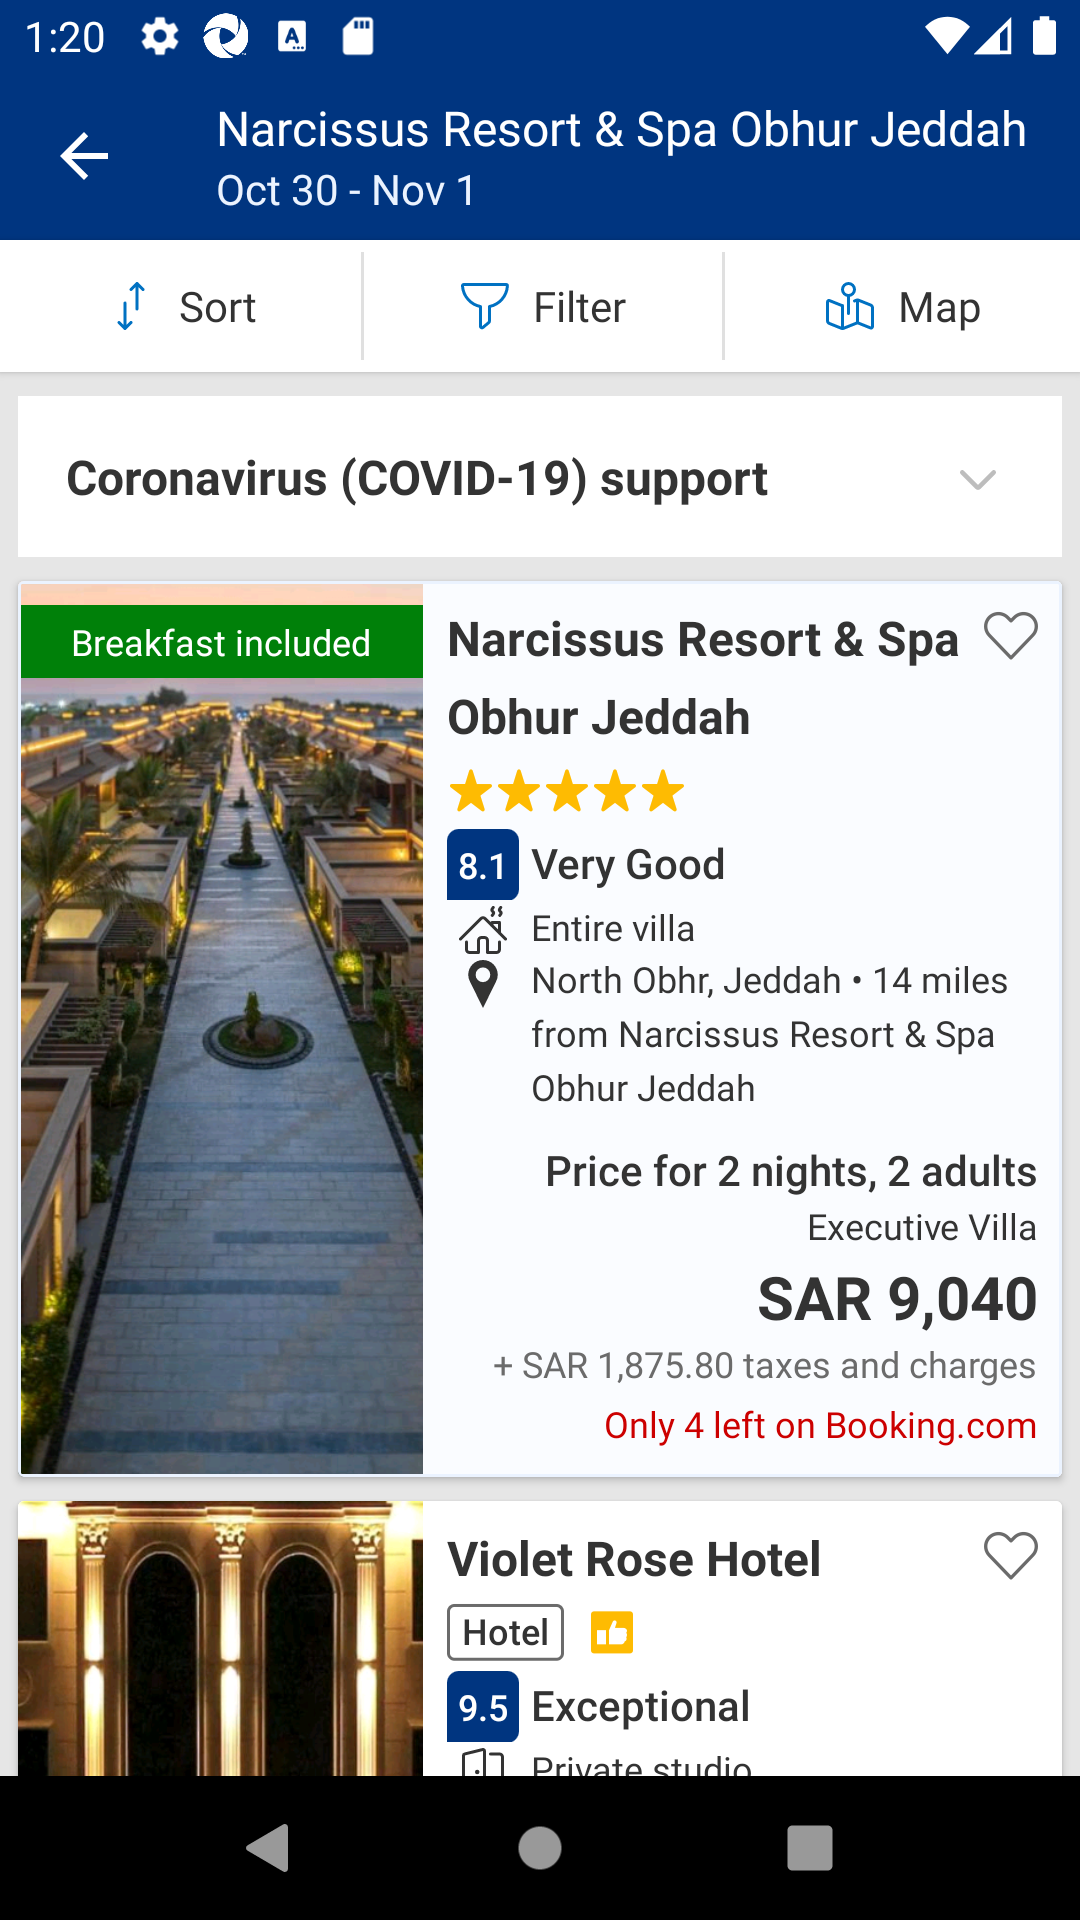 1:20
Narcissus Resort & Spa Obhur Jeddah
Oct 30 - Nov 1
Sort
Filter
Map
Coronavirus (COVID-19) support
Breakfast included
Narcissus Resort & Spa
Obhur Jeddah
8.1 Very Good
Entire villa
North Obhr, Jeddah • 14 miles
from Narcissus Resort & Spa
Obhur Jeddah
Price for 2 nights, 2 adults
Executive Villa
SAR 9,040
+ SAR 1,875.80 taxes and charges
Only 4 left on Booking.com
Violet Rose Hotel
Hotel
9.5 Exceptional
Private studio